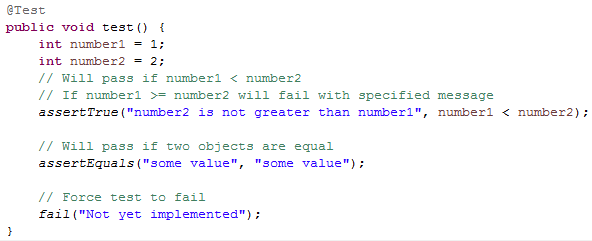 @Test
public void test() {
    int number1 = 1;
    int number2 = 2;
    // Will pass if number1 < number2
    // If number1 >= number2 will fail with specified message
    assertTrue("number2 is not greater than number1", number1 < number2);

    // Will pass if two objects are equal
    assertEquals("some value", "some value");

    // Force test to fail
    fail("Not yet implemented");
}